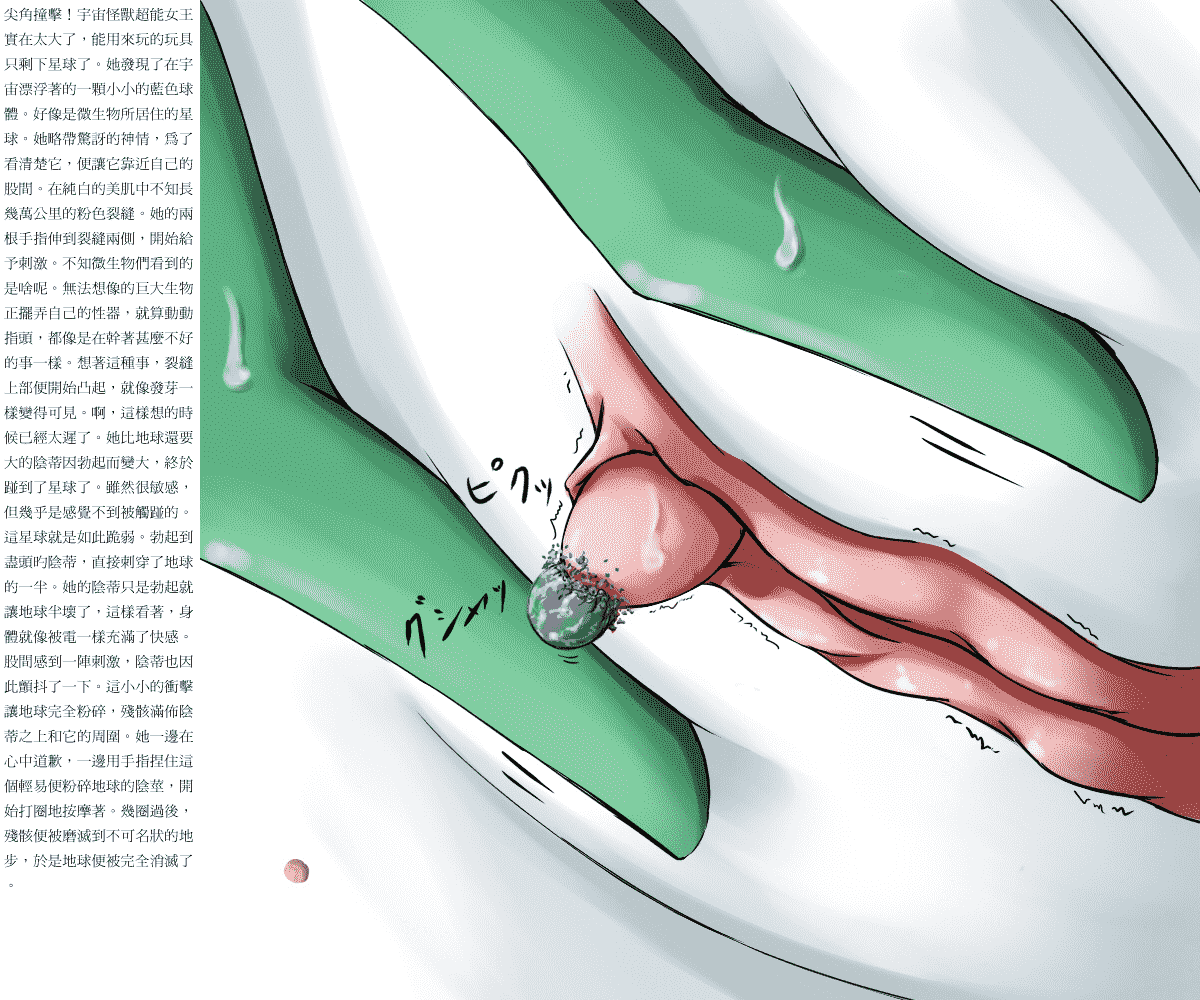 尖角撞擊！宇宙怪獸超能女王
實在太大了，能用來玩的玩具
只剩下星球了。她發現了在宇
宙漂浮著的一顆小小的藍色球
體。好像是微生物所居住的星
球。她略帶驚訝的神情，為了
看清楚它，便讓它靠近自己的
股間。在純白的美肌中不知長
幾萬公里的粉色裂縫。她的兩
根手指伸到裂縫兩側，開始給
予刺激。不知微生物們看到的
是啥呢。無法想像的巨大生物
正擺弄自己的性器，就算動動
指頭，都像是在幹著甚麼不好
的事一樣。想著這種事，裂縫
上部便開始凸起，就像發芽一
樣變得可見。啊，這樣想的時
候已經太遲了。她比地球還要
大的陰蒂因勃起而變大，終於
踫到了星球了。雖然很敏感，
但幾乎是感覺不到被觸踫的。
這星球就是如此跪弱。勃起到
盡頭的陰蒂，直接刺穿了地球
的一半。她的陰蒂只是勃起就
讓地球半壞了，這樣看著，身
體就像被電一樣充滿了快感。
股間感到一陣刺激，陰蒂也因
此顫抖了一下。這小小的衝擊
讓地球完全粉碎，殘骸滿佈陰
蒂之上和它的周圍。她一邊在
心中道歉，一邊用手指捏住這
個輕易便粉碎地球的陰莖，開
始打圈地按摩著。幾圈過後，
殘骸便被磨滅到不可名狀的地
步，於是地球便被完全消滅了
。
ピクッ
グシャッ